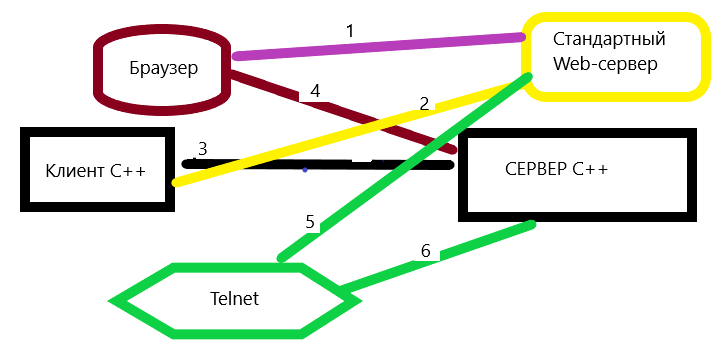 1
Стандартный
Web-сервер
Браузер
4
2
3
Клиент C++
СЕРВЕР C++
5
6
Telnet